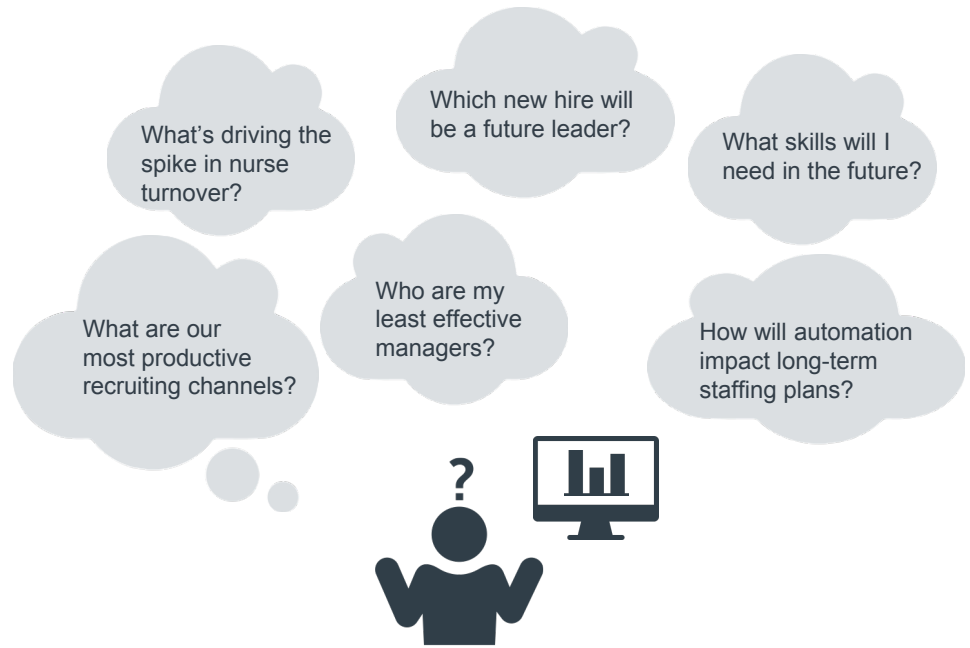 What’s driving the
spike in nurse
turnover?
Which new hire will
be a future leader?
What skills will I
need in the future?
What are our
most productive
recruiting channels?
Who are my
least effective
managers?
How will automation
impact long-term
staffing plans?
?